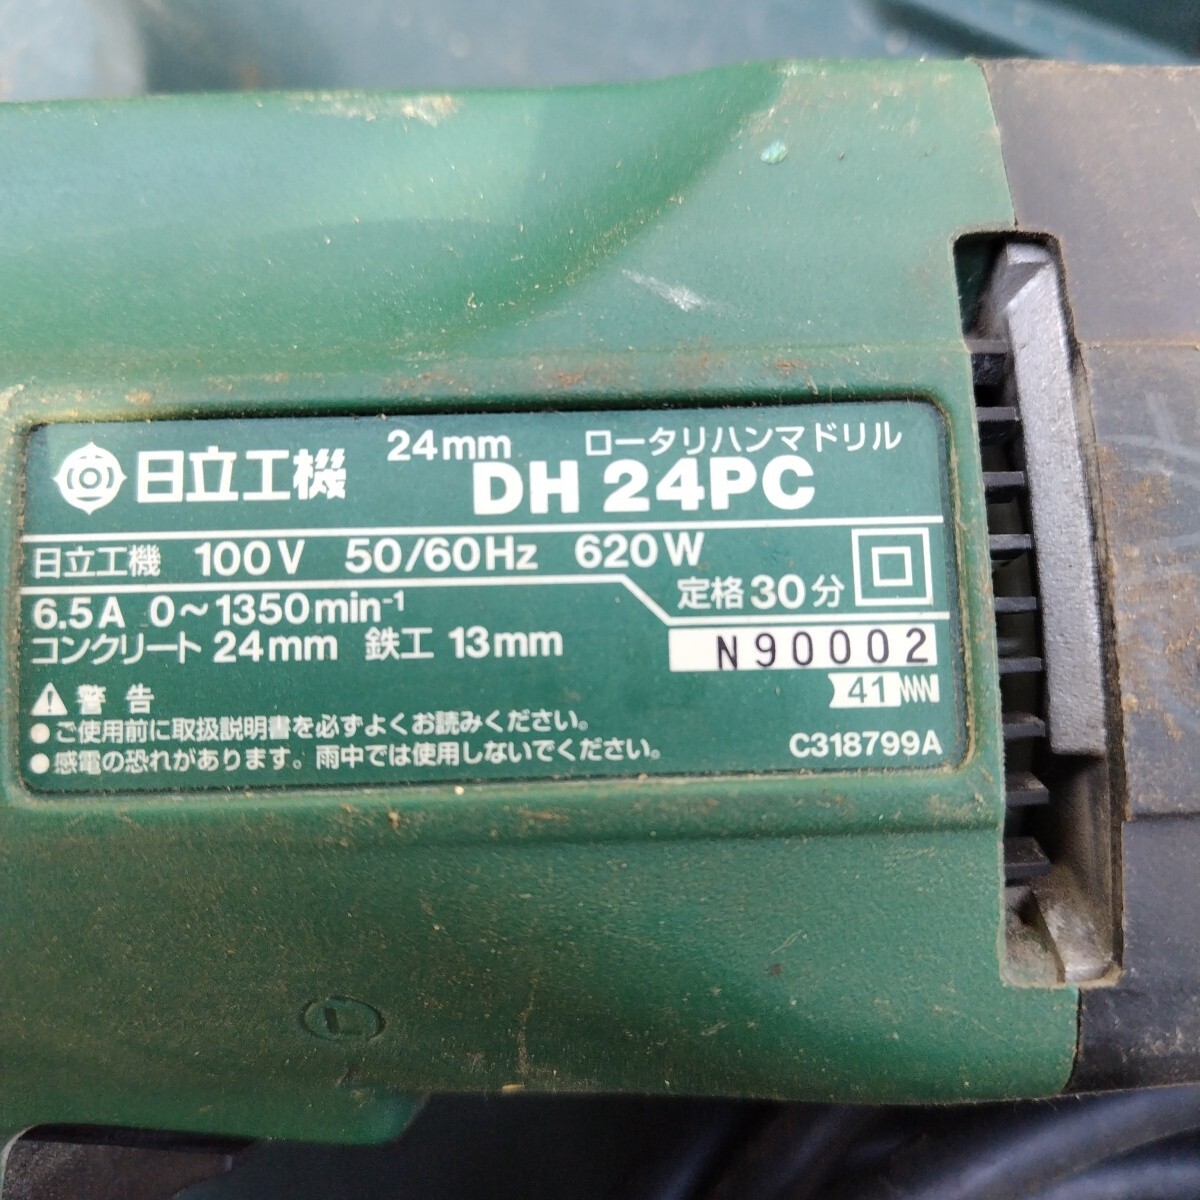 日立工機
24mm ロータリハンマドリル
DH 24PC
日立工機 100V 50/60Hz 620W
定格30分
6.5A 0～1350min⁻¹
コンクリート 24mm 鉄工 13mm
N90002
41
警告
●ご使用前に取扱説明書を必ずよくお読みください。
●感電の恐れがあります。雨中では使用しないでください。
C318799A
L